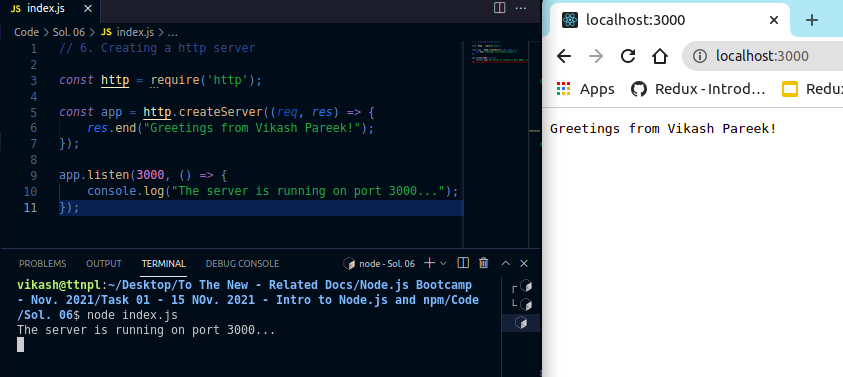 index.js
Code > Sol. 06 > JS index.js > ...
1 // 6. Creating a http server
2
3 const http = require('http');
4
5 const app = http.createServer((req, res) => {
6 res.end("Greetings from Vikash Pareek!");
7 });
8
9 app.listen(3000, () => {
10 console.log("The server is running on port 3000...");
11 });
PROBLEMS OUTPUT TERMINAL DEBUG CONSOLE node - Sol. 06
vikash@ttnpl:~/Desktop/To The New - Related Docs/Node.js Bootcamp
- Nov. 2021/Task 01 - 15 NOv. 2021 - Intro to Node.js and npm/Code
/Sol. 06$ node index.js
The server is running on port 3000...
localhost:3000
localhost:3000
Apps Redux - Introd... Redux
Greetings from Vikash Pareek!